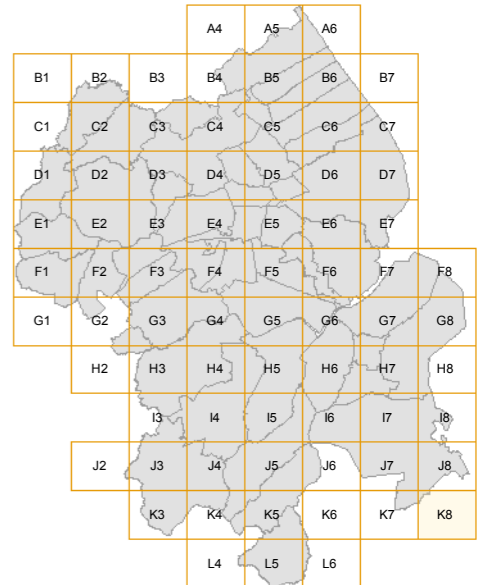 A4 A5 A6
B1 B2 B3 B4 B5 B6 B7
C1 C2 C3 C4 C5 C6 C7
D1 D2 D3 D4 D5 D6 D7
E1 E2 E3 E4 E5 E6 E7
F1 F2 F3 F4 F5 F6 F7 F8
G1 G2 G3 G4 G5 G6 G7 G8
H2 H3 H4 H5 H6 H7 H8
I3 I4 I5 I6 I7 I8
J2 J3 J4 J5 J6 J7 J8
K3 K4 K5 K6 K7 K8
L4 L5 L6